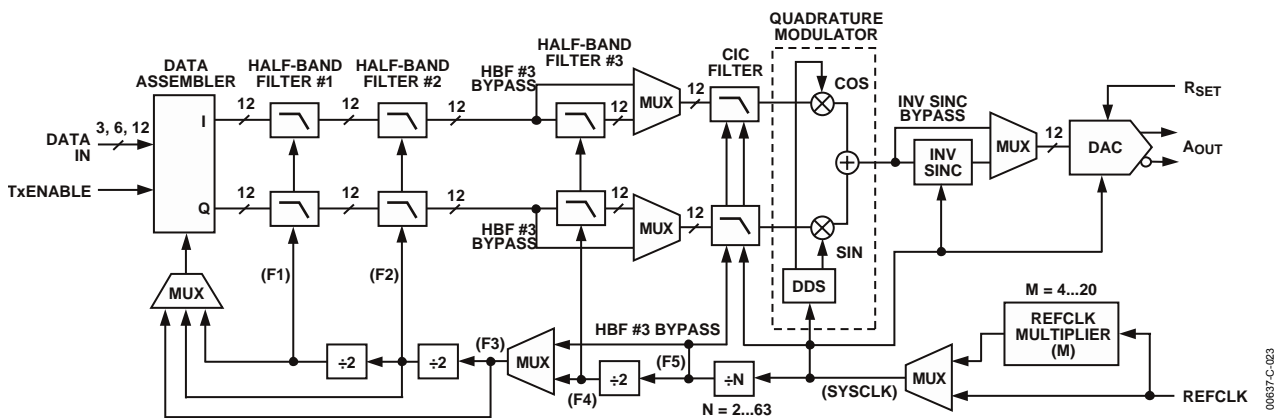 QUADRATURE
MODULATOR
DATA
ASSEMBLER
HALF-BAND
FILTER #1
HALF-BAND
FILTER #2
HALF-BAND
FILTER #3
HBF #3
BYPASS
CIC
FILTER
COS
MUX
12
12
12
12
12
I
INV SINC
BYPASS
12
RSET
3, 6, 12
DATA
IN
MUX
DAC
AOUT
INV
SINC
TxENABLE
12
12
12
12
12
Q
HBF #3
BYPASS
MUX
SIN
(F1)
(F2)
DDS
MUX
M = 4...20
REFCLK
MULTIPLIER
(M)
HBF #3 BYPASS
(F3)
MUX
÷2
÷2
(F4)
÷2
(F5)
÷N
(SYSCLK)
MUX
REFCLK
N = 2...63
00637-C-023